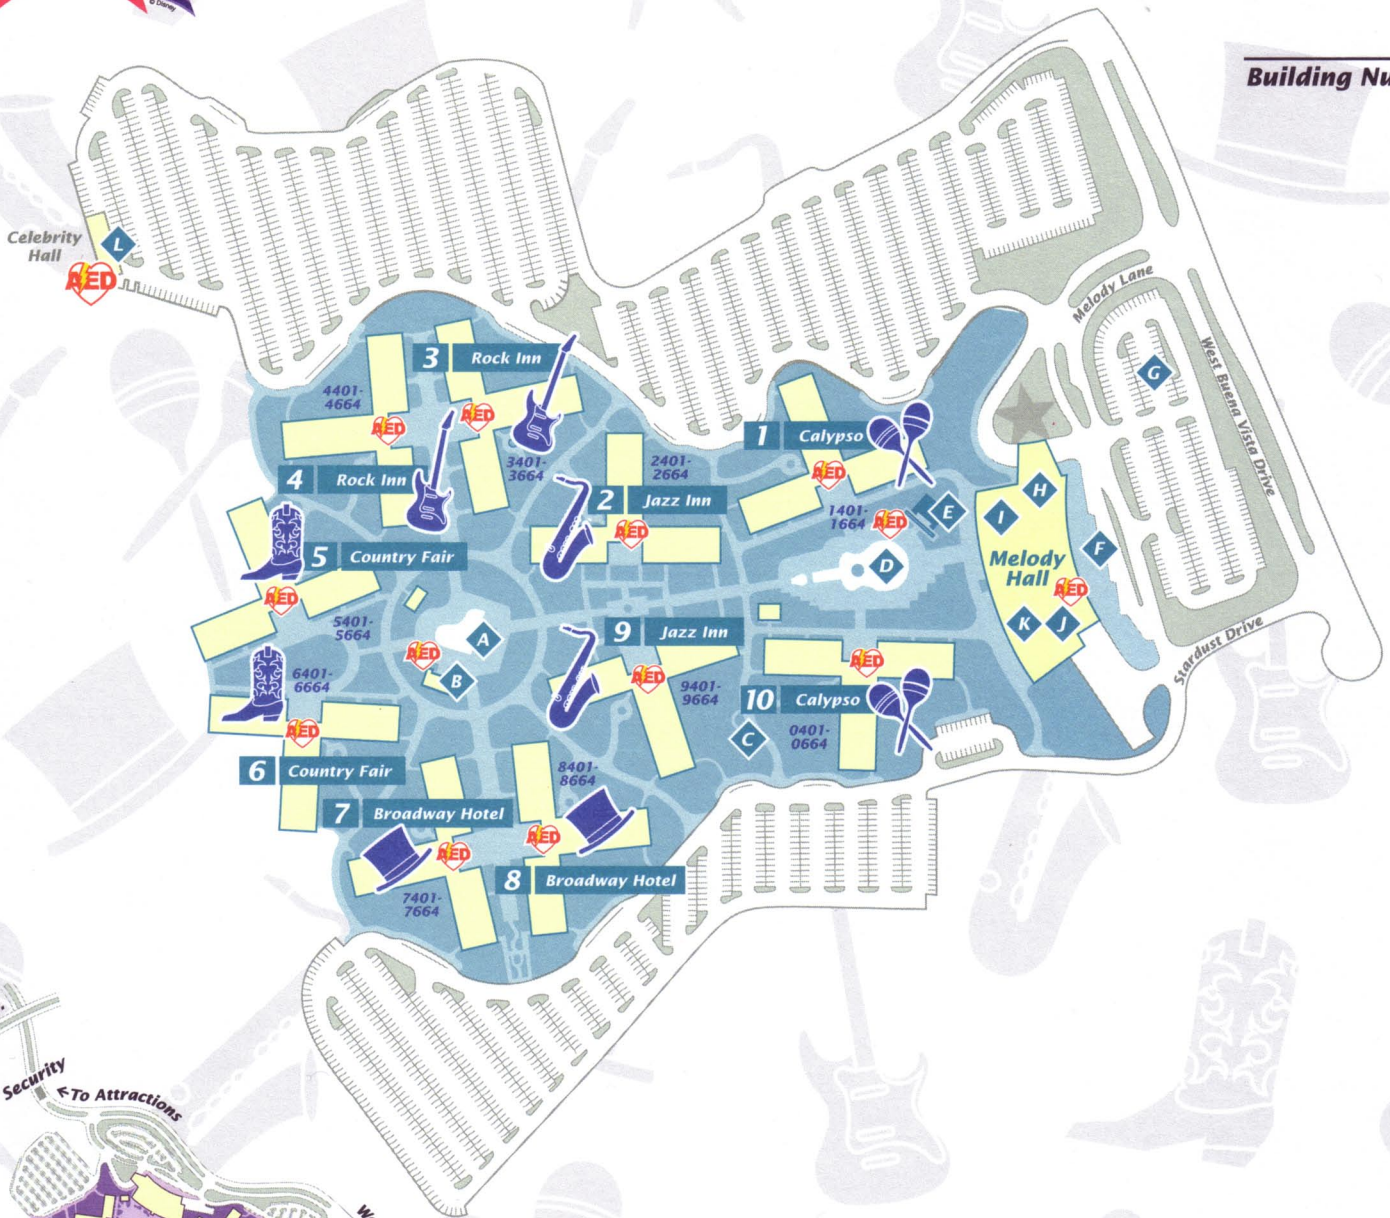 © Disney
Building Nu
Celebrity
Hall
L
AED
Melody Lane
West Buena Vista Drive
G
3 Rock Inn
4401-
4664
AED
AED
3401-
3664
4 Rock Inn
1 Calypso
AED
2401-
2664
2 Jazz Inn
AED
1401-
1664
AED
E
H
I
Melody
Hall
F
AED
K
J
D
5 Country Fair
AED
5401-
5664
A
AED
B
9 Jazz Inn
AED
9401-
9664
AED
10 Calypso
0401-
0664
C
Stardust Drive
6401-
6664
AED
6 Country Fair
7 Broadway Hotel
AED
7401-
7664
8401-
8664
AED
8 Broadway Hotel
Security
To Attractions
W